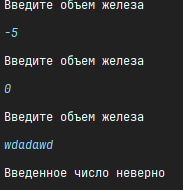 Введите объем железа
-5
Введите объем железа
0
Введите объем железа
wdadawd
Введенное число неверно